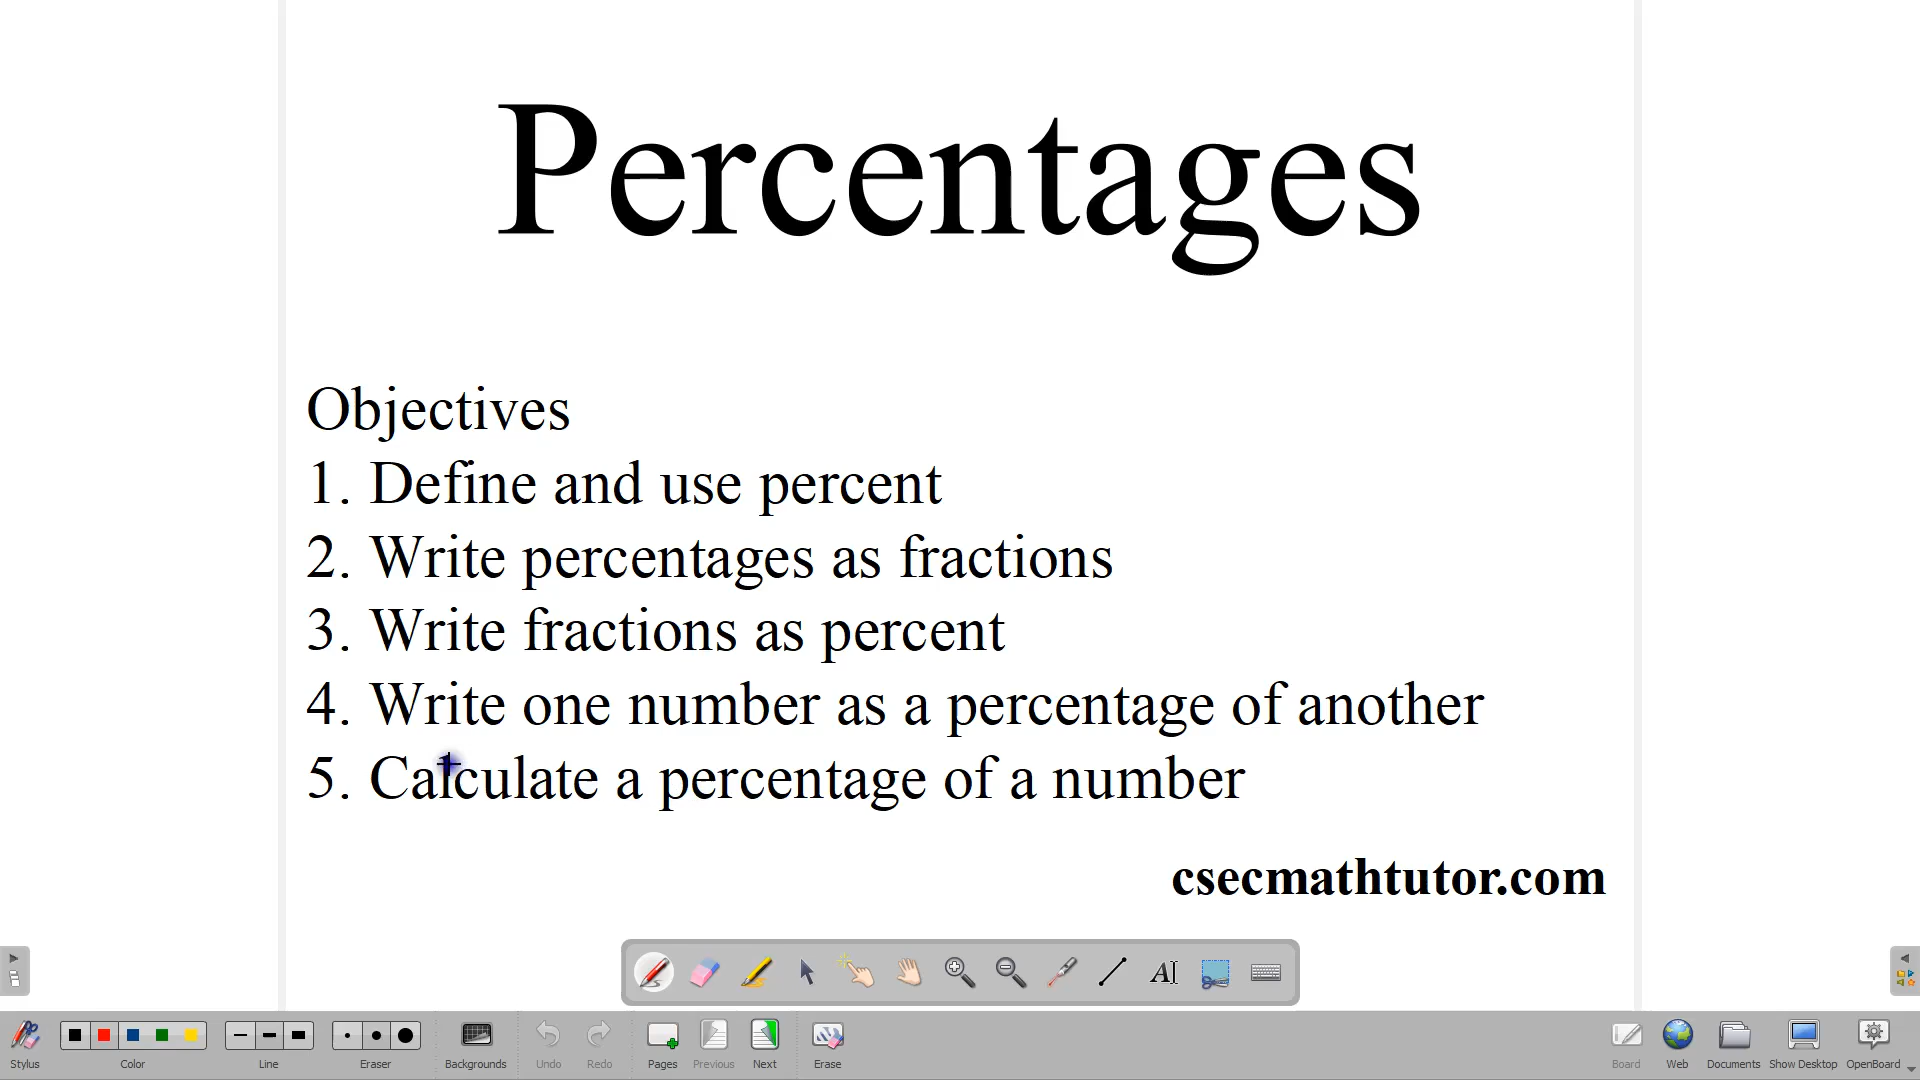 Percentages
Objectives
1. Define and use percent
2. Write percentages as fractions
3. Write fractions as percent
4. Write one number as a percentage of another
5. Calculate a percentage of a number
csecmathtutor.com
AI
Stylus Color Line Eraser Backgrounds Undo Redo Pages Previous Next Erase Board Web Documents Show Desktop OpenBoard